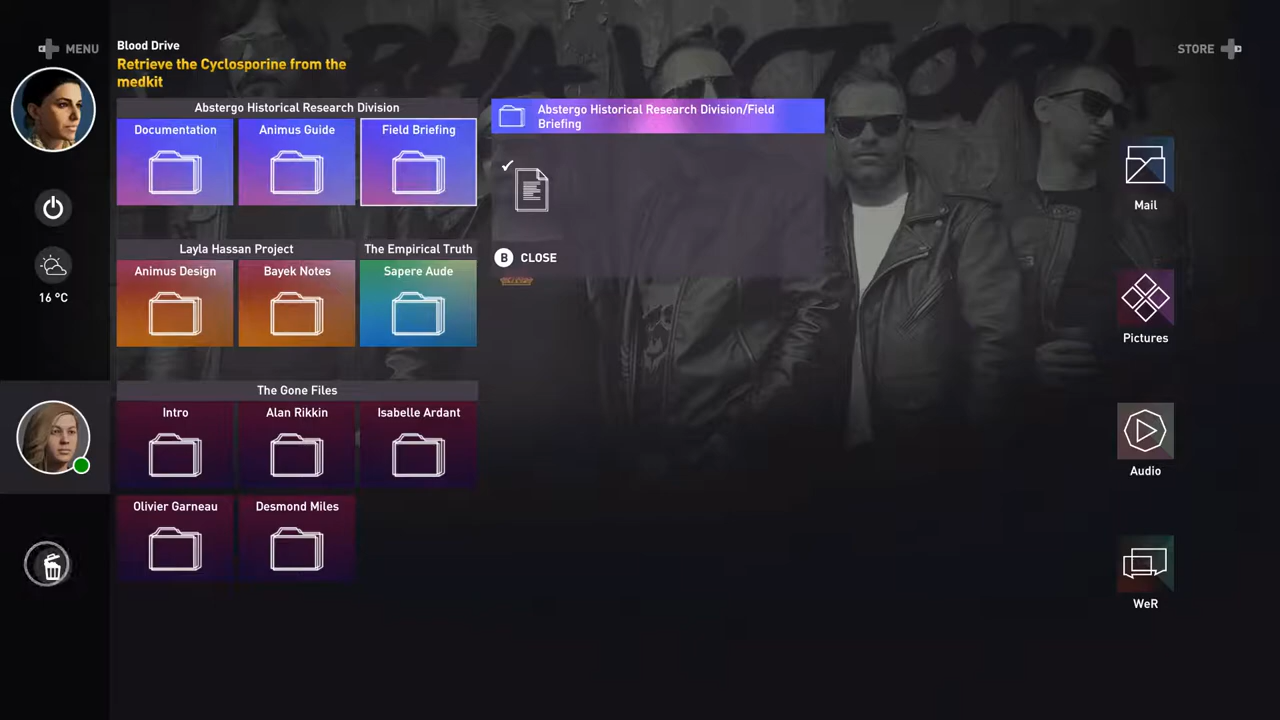 MENU
Blood Drive
Retrieve the Cyclosporine from the
medkit
STORE
Abstergo Historical Research Division
Documentation
Animus Guide
Field Briefing
Abstergo Historical Research Division/Field
Briefing
B CLOSE
Layla Hassan Project
The Empirical Truth
Animus Design
Bayek Notes
Sapere Aude
16 °C
The Gone Files
Intro
Alan Rikkin
Isabelle Ardant
Olivier Garneau
Desmond Miles
Mail
Pictures
Audio
WeR